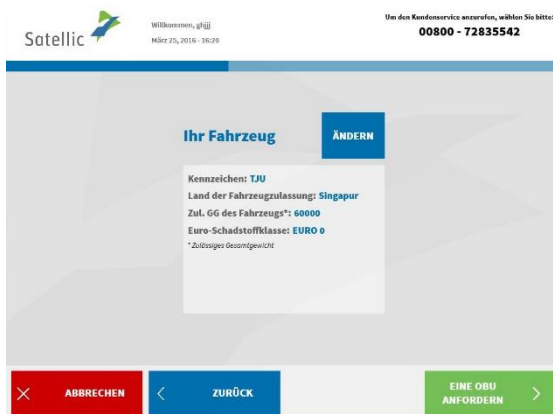 Satellic
Willkommen, ghjjj
März 25, 2016 - 16:20
Um den Kundenservice anzurufen, wählen Sie bitte:
00800 - 72835542
Ihr Fahrzeug
ÄNDERN
Kennzeichen: TJU
Land der Fahrzeugzulassung: Singapur
Zul. GG des Fahrzeugs*: 60000
Euro-Schadstoffklasse: EURO 0
* Zulässiges Gesamtgewicht
ABBRECHEN
ZURÜCK
EINE OBU
ANFORDERN